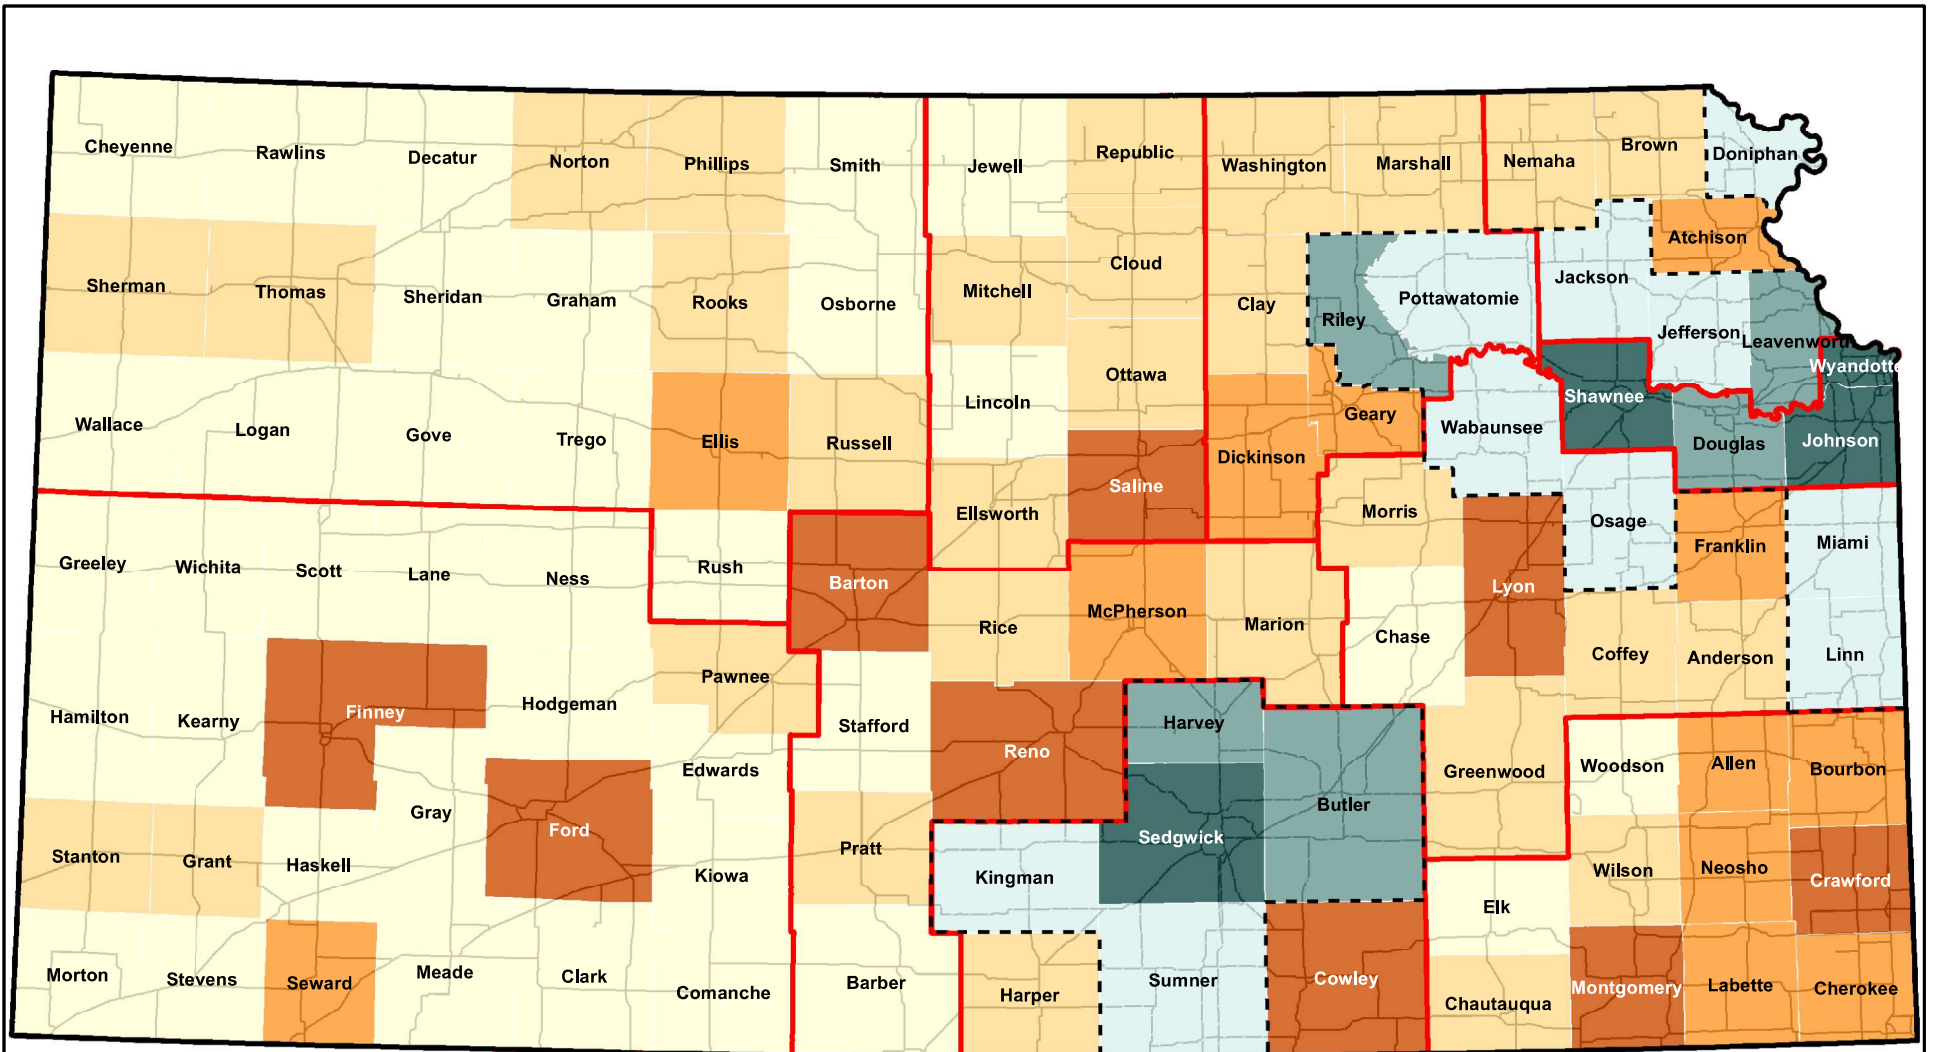 Cheyenne
Rawlins
Decatur
Norton
Phillips
Smith
Jewell
Republic
Washington
Marshall
Nemaha
Brown
Doniphan
Sherman
Thomas
Sheridan
Graham
Rooks
Osborne
Mitchell
Cloud
Clay
Riley
Pottawatomie
Jackson
Atchison
Jefferson
Leavenworth
Wyandotte
Wallace
Logan
Gove
Trego
Ellis
Russell
Lincoln
Ottawa
Saline
Dickinson
Geary
Wabaunsee
Shawnee
Douglas
Johnson
Greeley
Wichita
Scott
Lane
Ness
Rush
Barton
Ellsworth
Rice
McPherson
Marion
Morris
Chase
Lyon
Osage
Franklin
Miami
Hamilton
Kearny
Finney
Hodgeman
Pawnee
Stafford
Reno
Harvey
Butler
Greenwood
Coffey
Anderson
Linn
Edwards
Gray
Ford
Sedgwick
Woodson
Allen
Bourbon
Stanton
Grant
Haskell
Kiowa
Pratt
Kingman
Elk
Wilson
Neosho
Crawford
Morton
Stevens
Seward
Meade
Clark
Comanche
Barber
Harper
Sumner
Cowley
Chautauqua
Montgomery
Labette
Cherokee